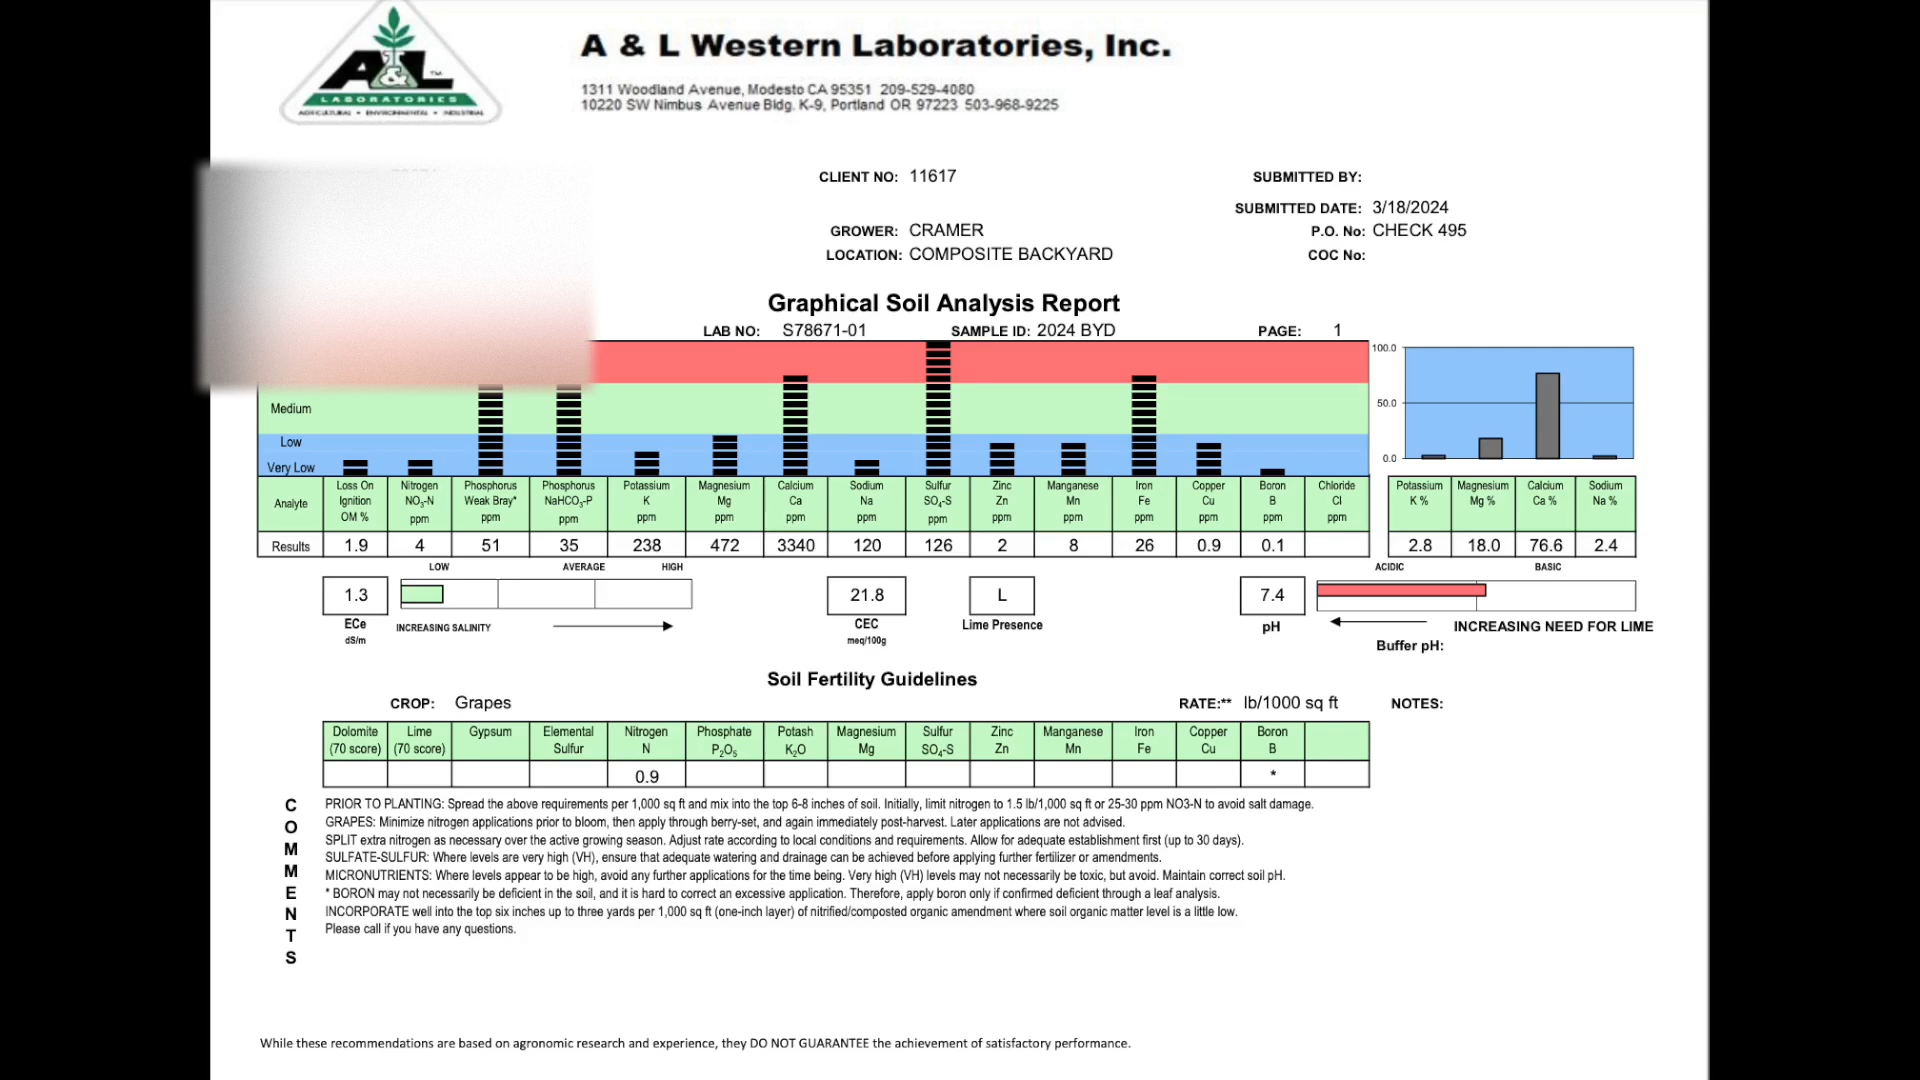 A&L
TM
LABORATORIES
AGRICULTURAL • ENVIRONMENTAL • INDUSTRIAL
A & L Western Laboratories, Inc.
1311 Woodland Avenue, Modesto CA 95351 209-529-4080
10220 SW Nimbus Avenue Bldg. K-9, Portland OR 97223 503-968-9225
CLIENT NO: 11617
SUBMITTED BY:
SUBMITTED DATE: 3/18/2024
GROWER: CRAMER
P.O. No: CHECK 495
LOCATION: COMPOSITE BACKYARD
COC No:
Graphical Soil Analysis Report
LAB NO: S78671-01 SAMPLE ID: 2024 BYD PAGE: 1
100.0
50.0
0.0
Medium
Low
Very Low
Analyte
Loss On Ignition OM %
Nitrogen NO3-N ppm
Phosphorus Weak Bray* ppm
Phosphorus NaHCO3-P ppm
Potassium K ppm
Magnesium Mg ppm
Calcium Ca ppm
Sodium Na ppm
Sulfur SO4-S ppm
Zinc Zn ppm
Manganese Mn ppm
Iron Fe ppm
Copper Cu ppm
Boron B ppm
Chloride Cl ppm
Potassium K %
Magnesium Mg %
Calcium Ca %
Sodium Na %
Results 1.9 4 51 35 238 472 3340 120 126 2 8 26 0.9 0.1
2.8 18.0 76.6 2.4
LOW AVERAGE HIGH
ACIDIC BASIC
1.3
21.8
L
7.4
ECe
dS/m
INCREASING SALINITY
CEC
meq/100g
Lime Presence
pH
INCREASING NEED FOR LIME
Buffer pH:
Soil Fertility Guidelines
CROP: Grapes
RATE:** lb/1000 sq ft
NOTES:
Dolomite (70 score)
Lime (70 score)
Gypsum
Elemental Sulfur
Nitrogen N
Phosphate P2O5
Potash K2O
Magnesium Mg
Sulfur SO4-S
Zinc Zn
Manganese Mn
Iron Fe
Copper Cu
Boron B
0.9 *
COMMENTS
PRIOR TO PLANTING: Spread the above requirements per 1,000 sq ft and mix into the top 6-8 inches of soil. Initially, limit nitrogen to 1.5 lb/1,000 sq ft or 25-30 ppm NO3-N to avoid salt damage.
GRAPES: Minimize nitrogen applications prior to bloom, then apply through berry-set, and again immediately post-harvest. Later applications are not advised.
SPLIT extra nitrogen as necessary over the active growing season. Adjust rate according to local conditions and requirements. Allow for adequate establishment first (up to 30 days).
SULFATE-SULFUR: Where levels are very high (VH), ensure that adequate watering and drainage can be achieved before applying further fertilizer or amendments.
MICRONUTRIENTS: Where levels appear to be high, avoid any further applications for the time being. Very high (VH) levels may not necessarily be toxic, but avoid. Maintain correct soil pH.
* BORON may not necessarily be deficient in the soil, and it is hard to correct an excessive application. Therefore, apply boron only if confirmed deficient through a leaf analysis.
INCORPORATE well into the top six inches up to three yards per 1,000 sq ft (one-inch layer) of nitrified/composted organic amendment where soil organic matter level is a little low.
Please call if you have any questions.
While these recommendations are based on agronomic research and experience, they DO NOT GUARANTEE the achievement of satisfactory performance.